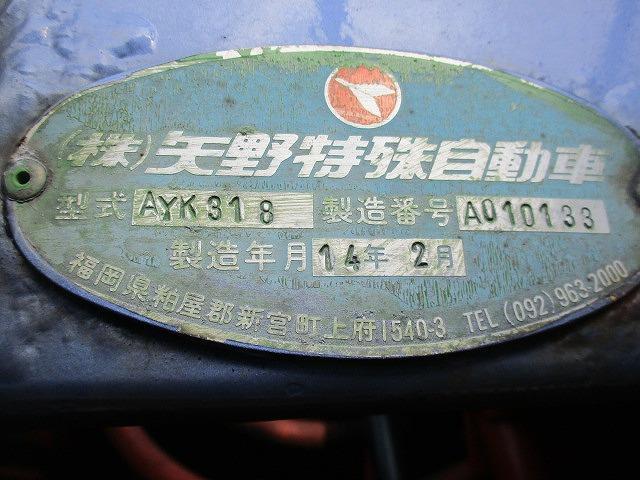 (株)矢野特殊自動車
型式 AYK318 製造番号 A010133
製造年月 14年 2月
福岡県粕屋郡新宮町上府1540-3 TEL (092) 963-2000